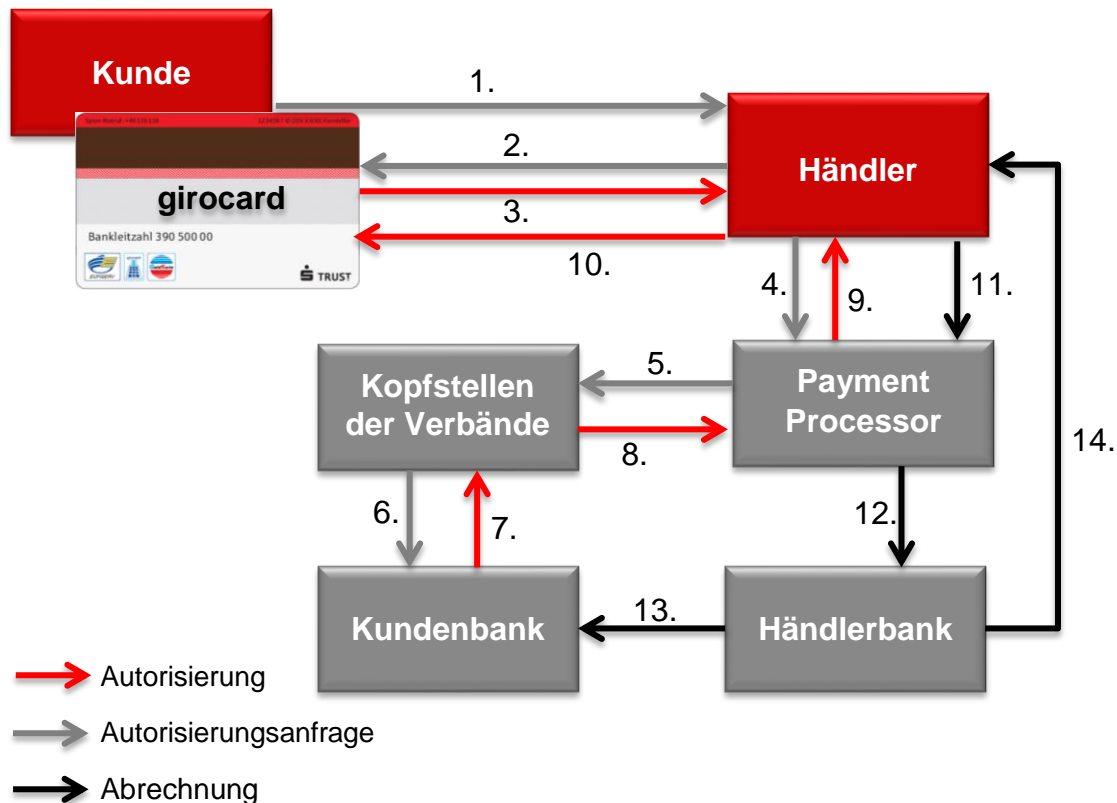 Kunde
1.
2.
Händler
girocard
3.
Bankleitzahl 390 500 00
10.
TRUST
4.
9.
11.
Kopfstellen
der Verbände
5.
Payment
Processor
8.
14.
6.
7.
12.
Kundenbank
13.
Händlerbank
Autorisierung
Autorisierungsanfrage
Abrechnung